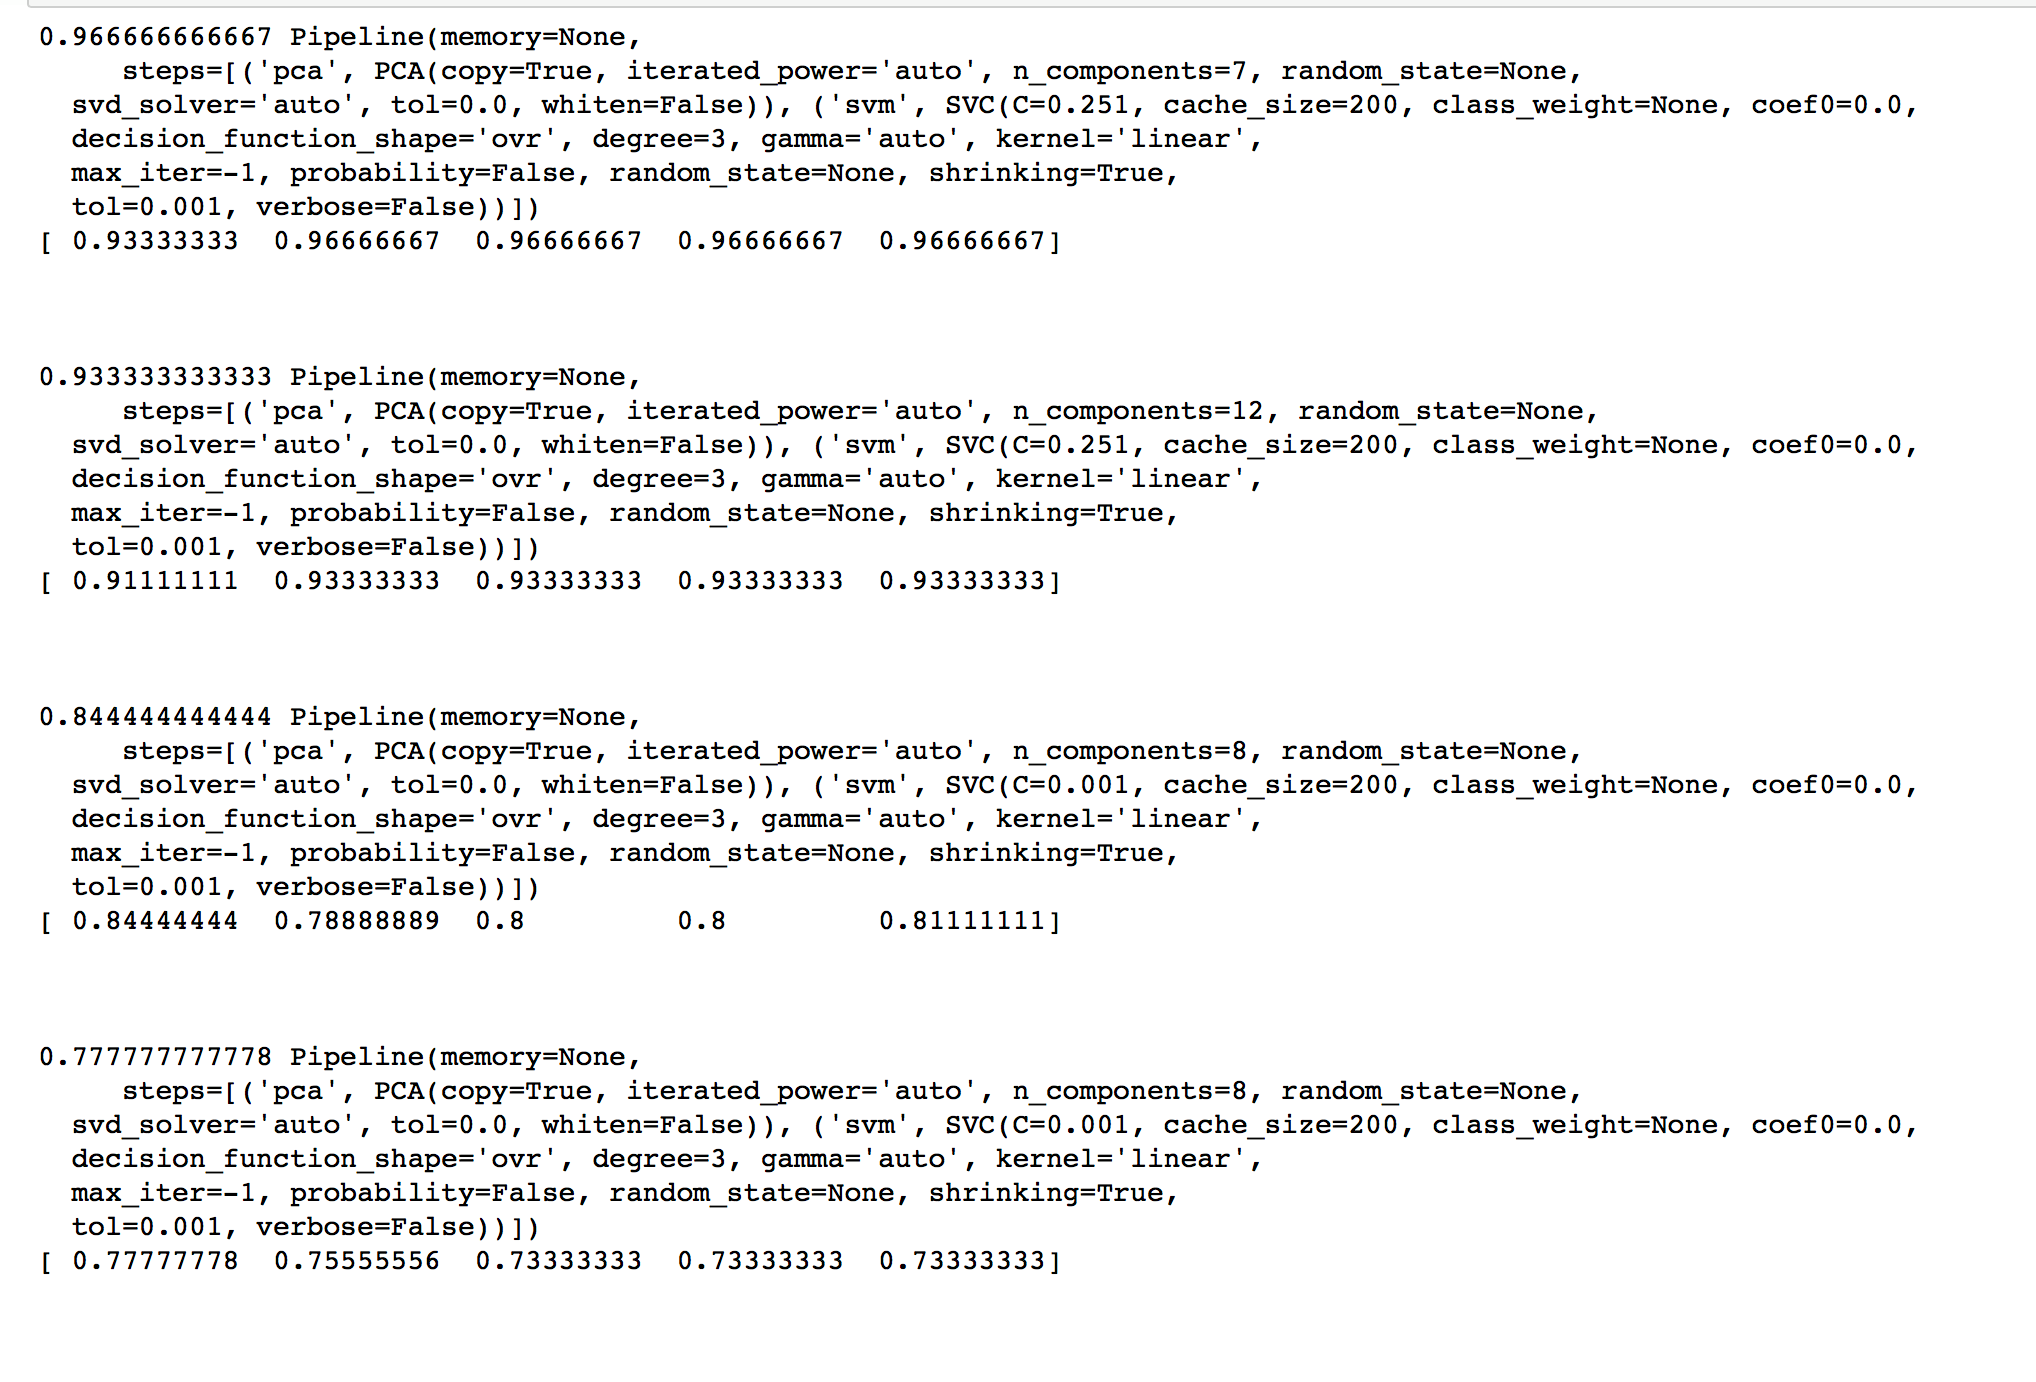 0.966666666667 Pipeline(memory=None,
     steps=[('pca', PCA(copy=True, iterated_power='auto', n_components=7, random_state=None,
  svd_solver='auto', tol=0.0, whiten=False)), ('svm', SVC(C=0.251, cache_size=200, class_weight=None, coef0=0.0,
  decision_function_shape='ovr', degree=3, gamma='auto', kernel='linear',
  max_iter=-1, probability=False, random_state=None, shrinking=True,
  tol=0.001, verbose=False))])
[ 0.93333333  0.96666667  0.96666667  0.96666667  0.96666667]
0.933333333333 Pipeline(memory=None,
     steps=[('pca', PCA(copy=True, iterated_power='auto', n_components=12, random_state=None,
  svd_solver='auto', tol=0.0, whiten=False)), ('svm', SVC(C=0.251, cache_size=200, class_weight=None, coef0=0.0,
  decision_function_shape='ovr', degree=3, gamma='auto', kernel='linear',
  max_iter=-1, probability=False, random_state=None, shrinking=True,
  tol=0.001, verbose=False))])
[ 0.91111111  0.93333333  0.93333333  0.93333333  0.93333333]
0.844444444444 Pipeline(memory=None,
     steps=[('pca', PCA(copy=True, iterated_power='auto', n_components=8, random_state=None,
  svd_solver='auto', tol=0.0, whiten=False)), ('svm', SVC(C=0.001, cache_size=200, class_weight=None, coef0=0.0,
  decision_function_shape='ovr', degree=3, gamma='auto', kernel='linear',
  max_iter=-1, probability=False, random_state=None, shrinking=True,
  tol=0.001, verbose=False))])
[ 0.84444444  0.78888889  0.8         0.8         0.81111111]
0.777777777778 Pipeline(memory=None,
     steps=[('pca', PCA(copy=True, iterated_power='auto', n_components=8, random_state=None,
  svd_solver='auto', tol=0.0, whiten=False)), ('svm', SVC(C=0.001, cache_size=200, class_weight=None, coef0=0.0,
  decision_function_shape='ovr', degree=3, gamma='auto', kernel='linear',
  max_iter=-1, probability=False, random_state=None, shrinking=True,
  tol=0.001, verbose=False))])
[ 0.77777778  0.75555556  0.73333333  0.73333333  0.73333333]